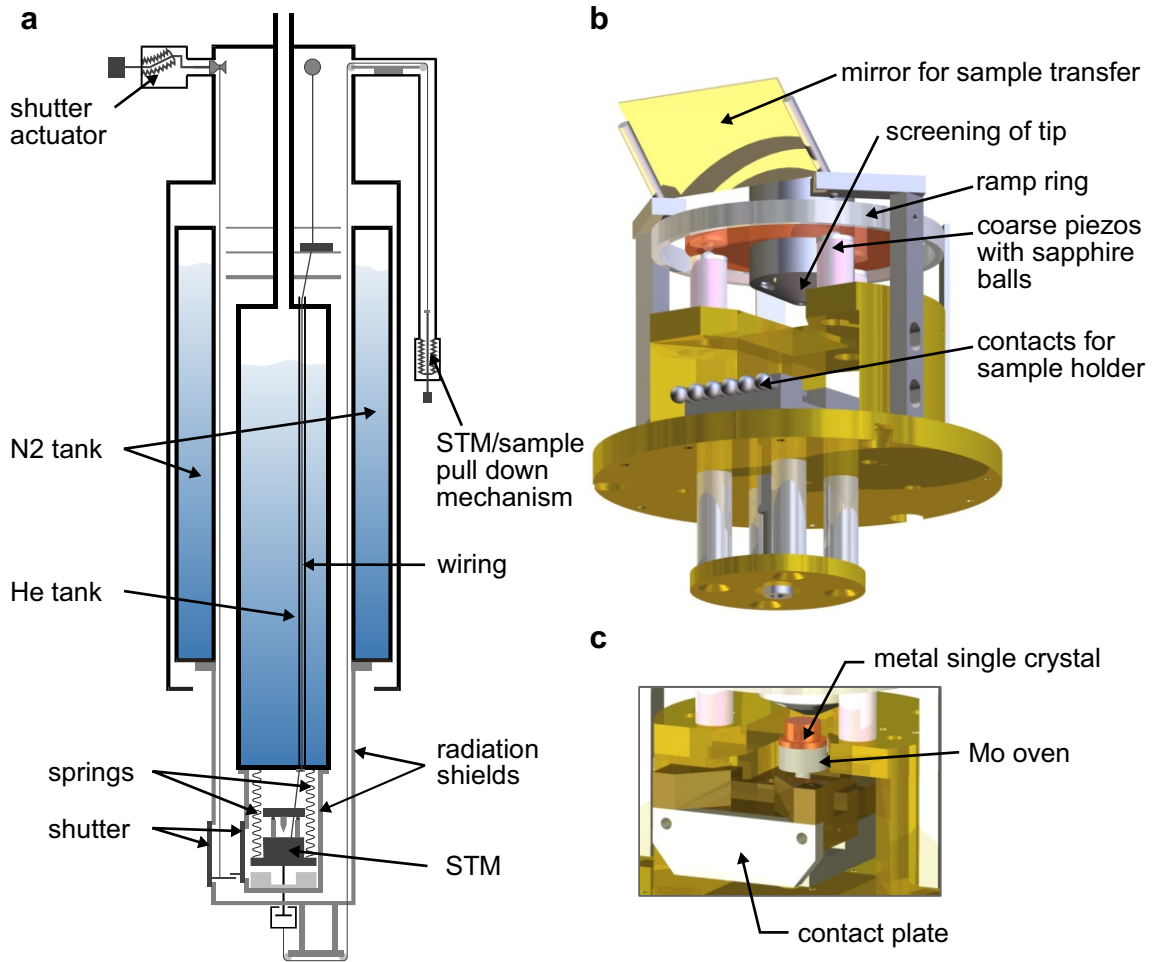 a
shutter
actuator
N2 tank
He tank
springs
shutter
STM/sample
pull down
mechanism
wiring
radiation
shields
STM
b
mirror for sample transfer
screening of tip
ramp ring
coarse piezos
with sapphire
balls
contacts for
sample holder
c
metal single crystal
Mo oven
contact plate